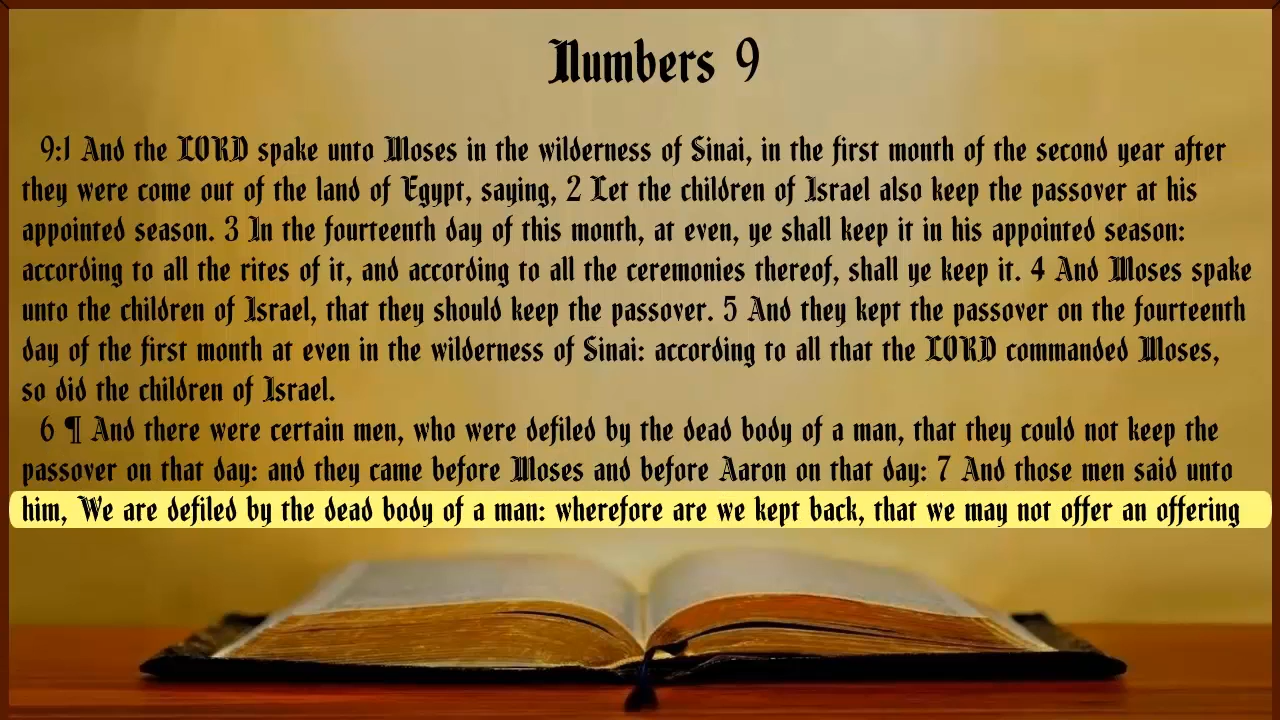 Numbers 9
9:1 And the LORD spake unto Moses in the wilderness of Sinai, in the first month of the second year after
they were come out of the land of Egypt, saying, 2 Let the children of Israel also keep the passover at his
appointed season. 3 In the fourteenth day of this month, at even, ye shall keep it in his appointed season:
according to all the rites of it, and according to all the ceremonies thereof, shall ye keep it. 4 And Moses spake
unto the children of Israel, that they should keep the passover. 5 And they kept the passover on the fourteenth
day of the first month at even in the wilderness of Sinai: according to all that the LORD commanded Moses,
so did the children of Israel.
6 ¶ And there were certain men, who were defiled by the dead body of a man, that they could not keep the
passover on that day: and they came before Moses and before Aaron on that day: 7 And those men said unto
him, We are defiled by the dead body of a man: wherefore are we kept back, that we may not offer an offering